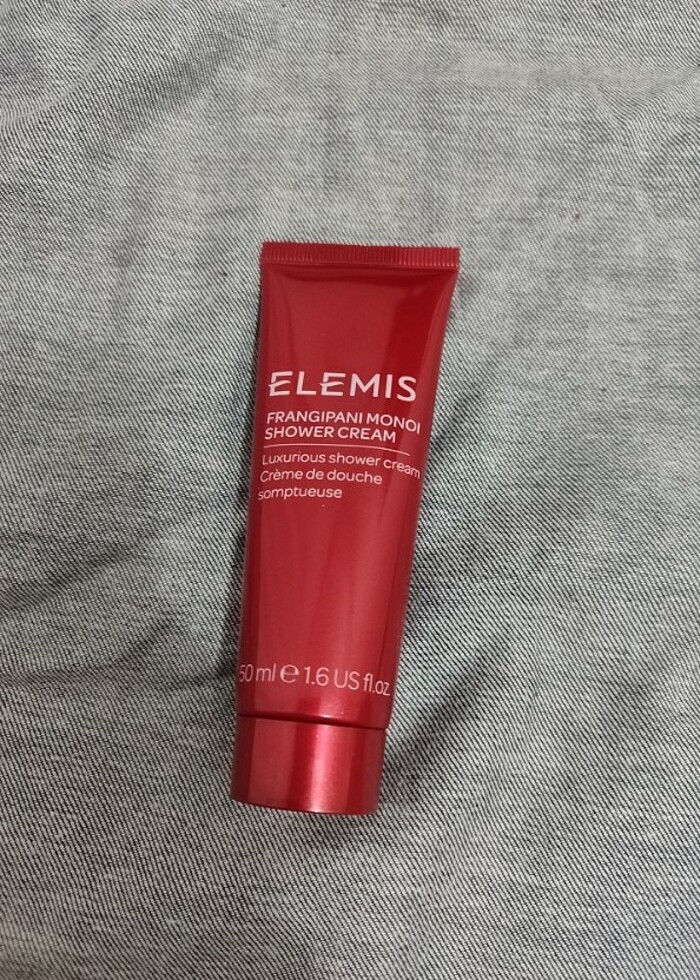 ELEMIS
FRANGIPANI MONOI
SHOWER CREAM
Luxurious shower cream
Crème de douche
somptueuse
50 ml e 1.6 US fl.oz